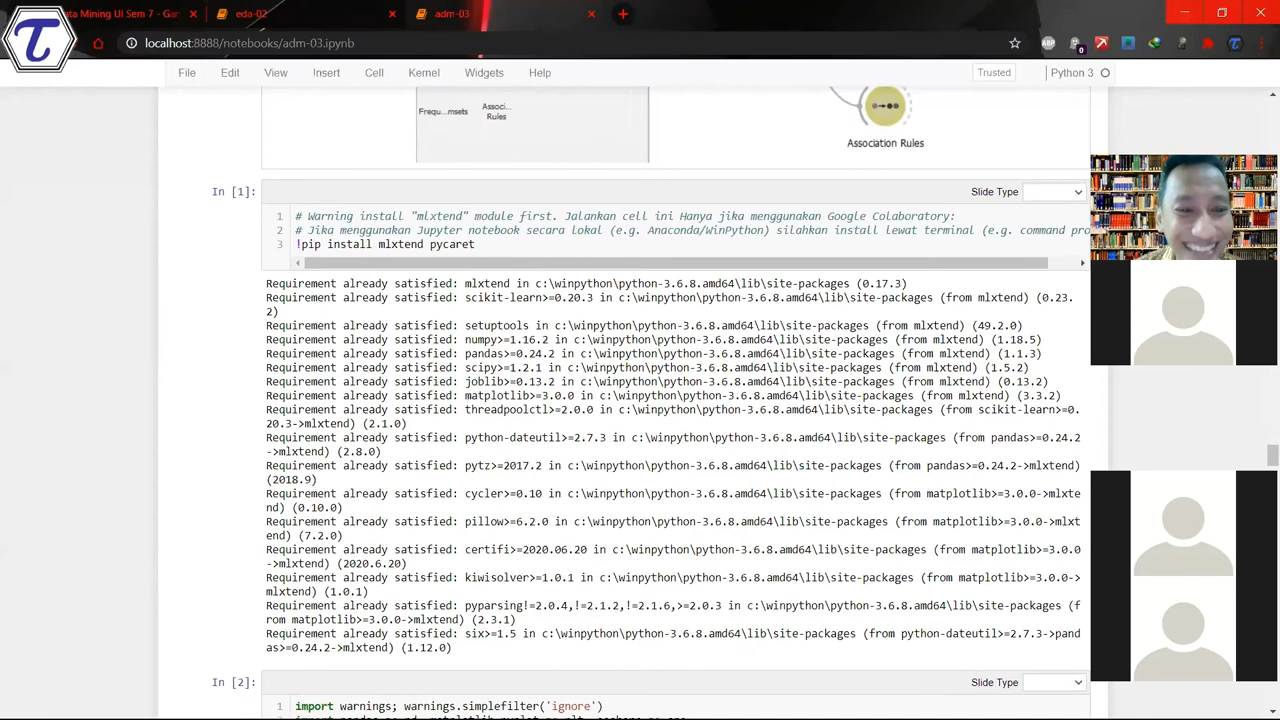 ata Mining UI Sem 7 - Ga
eda-02
adm-03
localhost:8888/notebooks/adm-03.ipynb
ABP
0
File Edit View Insert Cell Kernel Widgets Help
Trusted
Python 3
Frequ...msets
Associ...
Rules
Association Rules
In [1]:
Slide Type
1 # Warning install "mlxtend" module first. Jalankan cell ini Hanya jika menggunakan Google Colaboratory:
2 # Jika menggunakan Jupyter notebook secara lokal (e.g. Anaconda/WinPython) silahkan install lewat terminal (e.g. command pro
3 !pip install mlxtend pycaret
Requirement already satisfied: mlxtend in c:\winpython\python-3.6.8.amd64\lib\site-packages (0.17.3)
Requirement already satisfied: scikit-learn>=0.20.3 in c:\winpython\python-3.6.8.amd64\lib\site-packages (from mlxtend) (0.23.
2)
Requirement already satisfied: setuptools in c:\winpython\python-3.6.8.amd64\lib\site-packages (from mlxtend) (49.2.0)
Requirement already satisfied: numpy>=1.16.2 in c:\winpython\python-3.6.8.amd64\lib\site-packages (from mlxtend) (1.18.5)
Requirement already satisfied: pandas>=0.24.2 in c:\winpython\python-3.6.8.amd64\lib\site-packages (from mlxtend) (1.1.3)
Requirement already satisfied: scipy>=1.2.1 in c:\winpython\python-3.6.8.amd64\lib\site-packages (from mlxtend) (1.5.2)
Requirement already satisfied: joblib>=0.13.2 in c:\winpython\python-3.6.8.amd64\lib\site-packages (from mlxtend) (0.13.2)
Requirement already satisfied: matplotlib>=3.0.0 in c:\winpython\python-3.6.8.amd64\lib\site-packages (from mlxtend) (3.3.2)
Requirement already satisfied: threadpoolctl>=2.0.0 in c:\winpython\python-3.6.8.amd64\lib\site-packages (from scikit-learn>=0.
20.3->mlxtend) (2.1.0)
Requirement already satisfied: python-dateutil>=2.7.3 in c:\winpython\python-3.6.8.amd64\lib\site-packages (from pandas>=0.24.2
->mlxtend) (2.8.0)
Requirement already satisfied: pytz>=2017.2 in c:\winpython\python-3.6.8.amd64\lib\site-packages (from pandas>=0.24.2->mlxtend)
(2018.9)
Requirement already satisfied: cycler>=0.10 in c:\winpython\python-3.6.8.amd64\lib\site-packages (from matplotlib>=3.0.0->mlxte
nd) (0.10.0)
Requirement already satisfied: pillow>=6.2.0 in c:\winpython\python-3.6.8.amd64\lib\site-packages (from matplotlib>=3.0.0->mlxt
end) (7.2.0)
Requirement already satisfied: certifi>=2020.06.20 in c:\winpython\python-3.6.8.amd64\lib\site-packages (from matplotlib>=3.0.0
->mlxtend) (2020.6.20)
Requirement already satisfied: kiwisolver>=1.0.1 in c:\winpython\python-3.6.8.amd64\lib\site-packages (from matplotlib>=3.0.0->
mlxtend) (1.0.1)
Requirement already satisfied: pyparsing!=2.0.4,!=2.1.2,!=2.1.6,>=2.0.3 in c:\winpython\python-3.6.8.amd64\lib\site-packages (f
rom matplotlib>=3.0.0->mlxtend) (2.3.1)
Requirement already satisfied: six>=1.5 in c:\winpython\python-3.6.8.amd64\lib\site-packages (from python-dateutil>=2.7.3->pand
as>=0.24.2->mlxtend) (1.12.0)
In [2]:
Slide Type
1 import warnings; warnings.simplefilter('ignore')